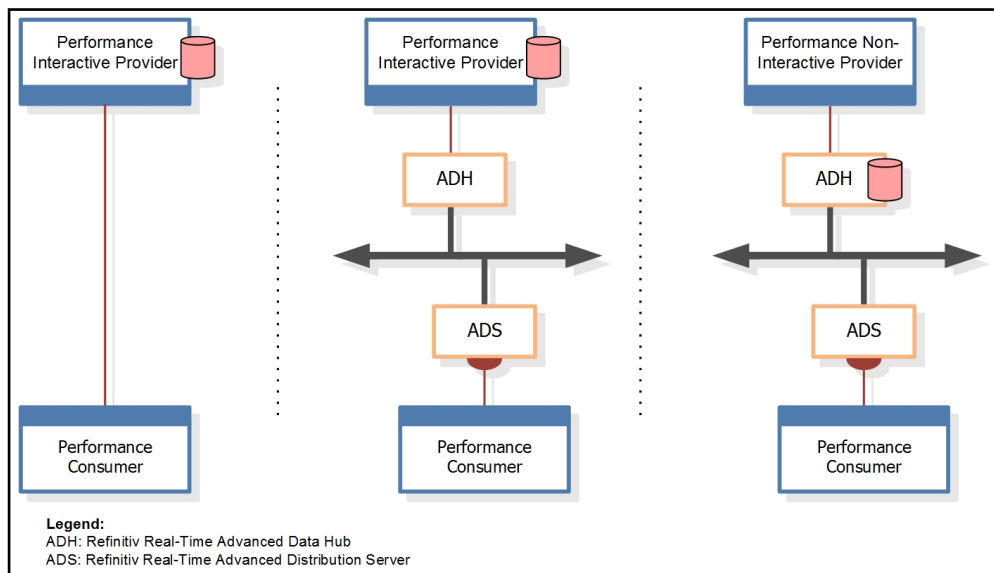 Performance
Interactive Provider
Performance
Interactive Provider
Performance Non-
Interactive Provider
ADH
ADH
ADS
ADS
Performance
Consumer
Performance
Consumer
Performance
Consumer
Legend:
ADH: Refinitiv Real-Time Advanced Data Hub
ADS: Refinitiv Real-Time Advanced Distribution Server